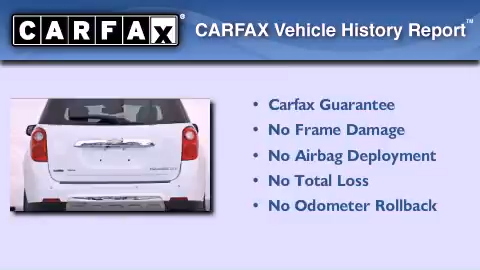 CARFAX®
CARFAX Vehicle History Report™
• Carfax Guarantee
• No Frame Damage
• No Airbag Deployment
• No Total Loss
• No Odometer Rollback